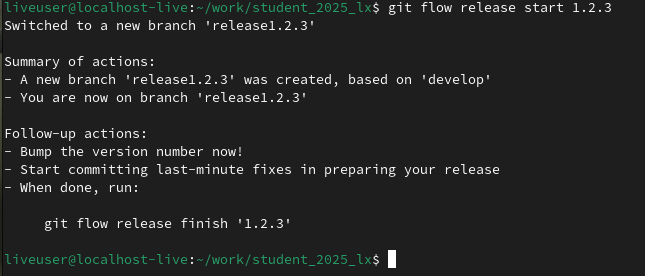 liveuser@localhost-live:~/work/student_2025_lx$ git flow release start 1.2.3
Switched to a new branch 'release1.2.3'

Summary of actions:
- A new branch 'release1.2.3' was created, based on 'develop'
- You are now on branch 'release1.2.3'

Follow-up actions:
- Bump the version number now!
- Start committing last-minute fixes in preparing your release
- When done, run:

     git flow release finish '1.2.3'

liveuser@localhost-live:~/work/student_2025_lx$